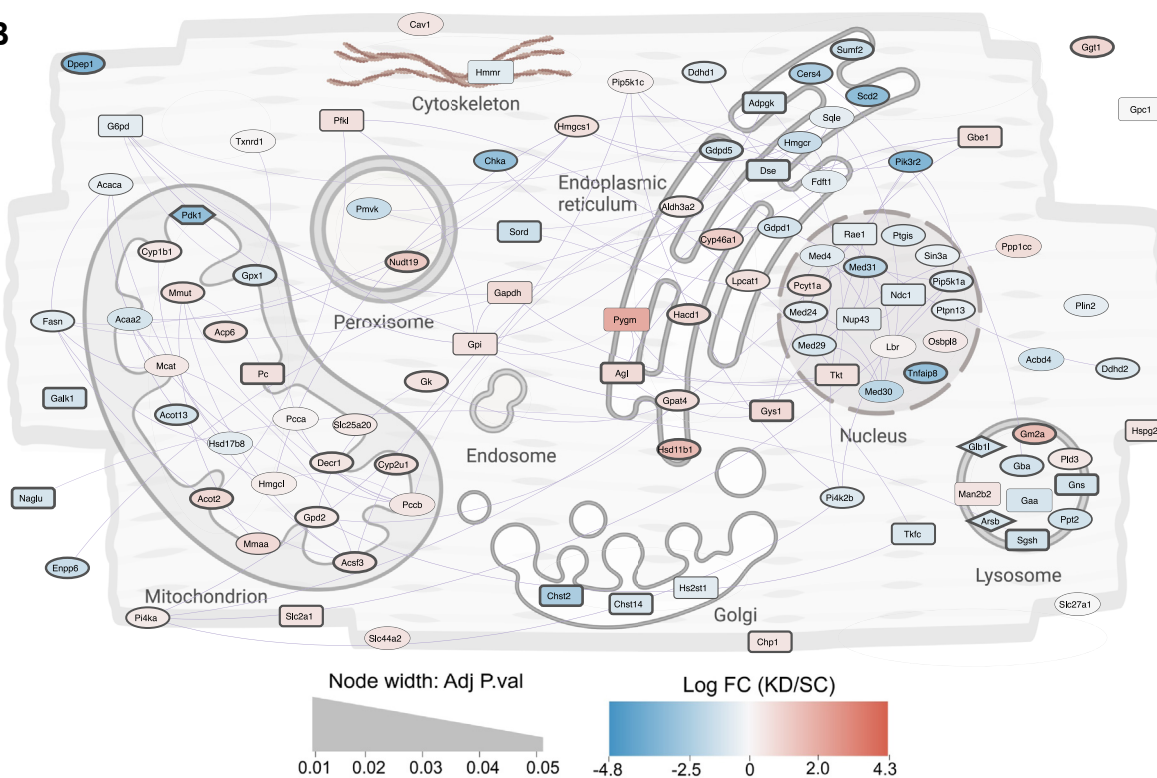 B
Cav1
Dpep1
Ggt1
Sumf2
Hmmr
Ddhd1
Cers4
Pip5k1c
Scd2
Adpgk
Cytoskeleton
Gpc1
Sqle
Pfkl
G6pd
Hmgcs1
Gbe1
Txnrd1
Hmgcr
Gdpd5
Chka
Pik3r2
Dse
Endoplasmic
reticulum
Acaca
Fdft1
Aldh3a2
Pmvk
Pdk1
Gdpd1
Sord
Rae1
Ptgis
Cyp46a1
Ppp1cc
Cyp1b1
Med4
Sin3a
Nudt19
Med31
Gpx1
Lpcat1
Pip5k1a
Pcyt1a
Mmut
Gapdh
Ndc1
Plin2
Ptpn13
Med24
Hacd1
Acaa2
Fasn
Peroxisome
Pygm
Nup43
Acp6
Osbpl8
Gpi
Med29
Lbr
Acbd4
Mcat
Ddhd2
Pc
Agl
Tkt
Tnfaip8
Gk
Med30
Galk1
Gpat4
Gys1
Acot13
Pcca
Slc25a20
Hspg2
Nucleus
Gm2a
Hsd17b8
Hsd11b1
Glb1l
Endosome
Pld3
Decr1
Cyp2u1
Gba
Hmgcl
Gns
Man2b2
Naglu
Acot2
Pi4k2b
Gaa
Pccb
Gpd2
Arsb
Ppt2
Tkfc
Sgsh
Mmaa
Acsf3
Enpp6
Lysosome
Hs2st1
Mitochondrion
Chst2
Chst14
Slc27a1
Golgi
Pi4ka
Slc2a1
Slc44a2
Chp1
Node width: Adj P.val
Log FC (KD/SC)
0.01 0.02 0.03 0.04 0.05
-4.8 -2.5 0 2.0 4.3